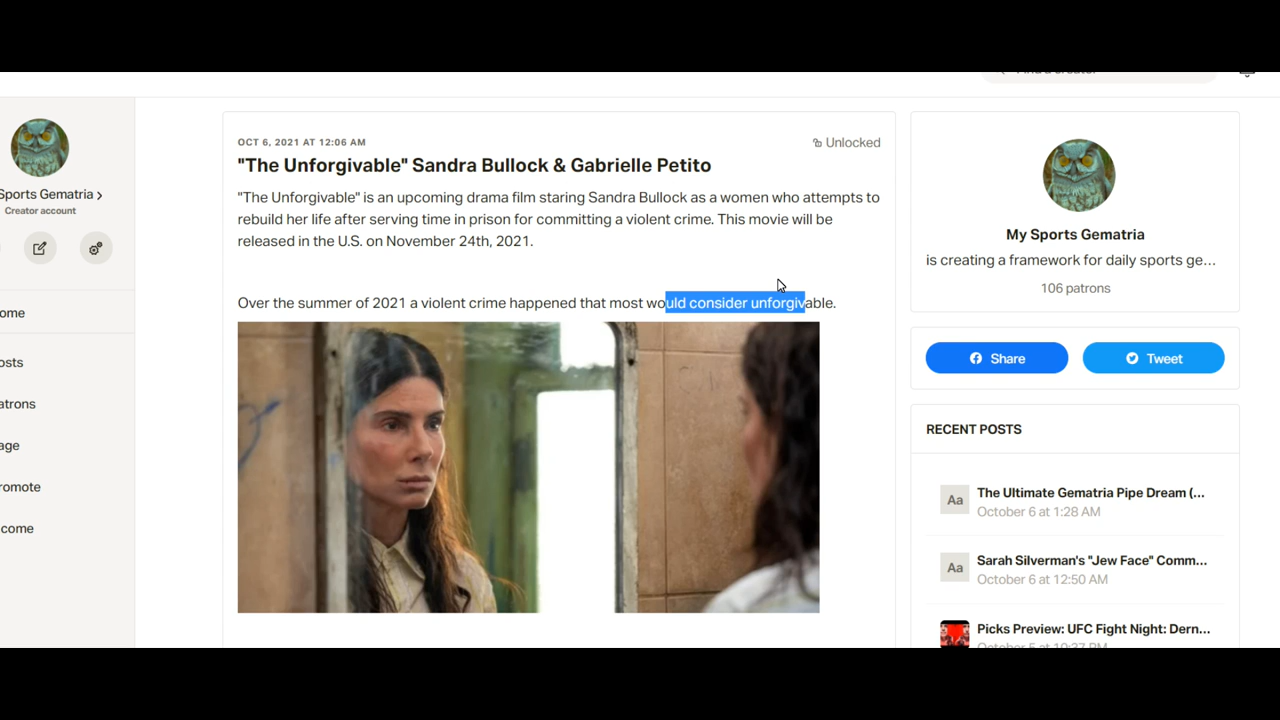 OCT 6, 2021 AT 12:06 AM
Unlocked
"The Unforgivable" Sandra Bullock & Gabrielle Petito
"The Unforgivable" is an upcoming drama film staring Sandra Bullock as a women who attempts to
rebuild her life after serving time in prison for committing a violent crime. This movie will be
released in the U.S. on November 24th, 2021.
Over the summer of 2021 a violent crime happened that most would consider unforgivable.
Sports Gematria
Creator account
ome
osts
atrons
age
romote
come
My Sports Gematria
is creating a framework for daily sports ge...
106 patrons
Share
Tweet
RECENT POSTS
Aa
The Ultimate Gematria Pipe Dream (...
October 6 at 1:28 AM
Aa
Sarah Silverman's "Jew Face" Comm...
October 6 at 12:50 AM
Picks Preview: UFC Fight Night: Dern...
October 5 at 10:37 PM